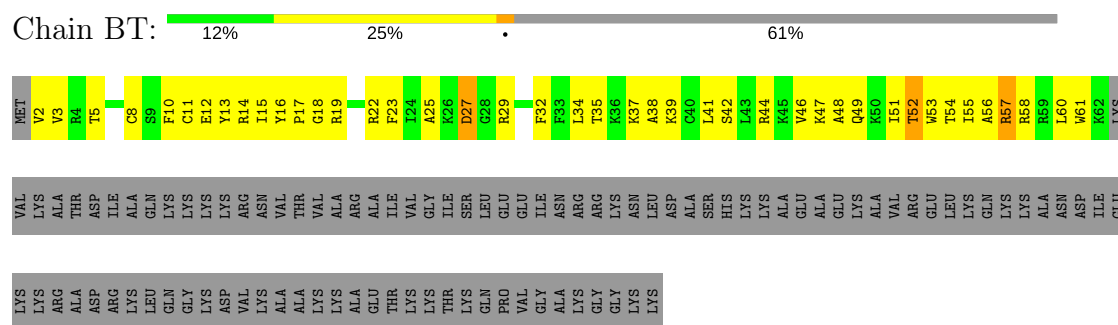 Chain BT:
12% 25% • 61%
MET V2 V3 R4 T5 C8 S9 F10 C11 E12 Y13 R14 I15 Y16 P17 G18 R19 R22 F23 I24 A25 K26 D27 G28 R29 F32 F33 L34 T35 K36 K37 A38 K39 C40 L41 S42 L43 R44 K45 V46 K47 A48 Q49 K50 I51 T52 W53 T54 I55 A56 R57 R58 R59 L60 W61 K62 LYS
VAL LYS ALA THR ASP ILE ALA GLN LYS LYS LYS LYS ARG ASN VAL THR VAL ALA ARG ALA ILE VAL GLY ILE SER LEU GLU GLU ILE ASN ARG ARG LYS ASN LEU ASP ALA SER HIS LYS LYS ALA GLU ALA GLU GLN LYS ALA VAL ARG GLU LEU LYS GLN LYS LYS ALA ASN ASP ILE GLU
LYS LYS ARG ALA ASP ARG LYS LEU GLN GLY LYS ASP VAL LYS ALA ALA LYS LYS ALA GLU THR LYS LYS THR LYS GLN PRO VAL GLY ALA LYS GLY GLY LYS LYS